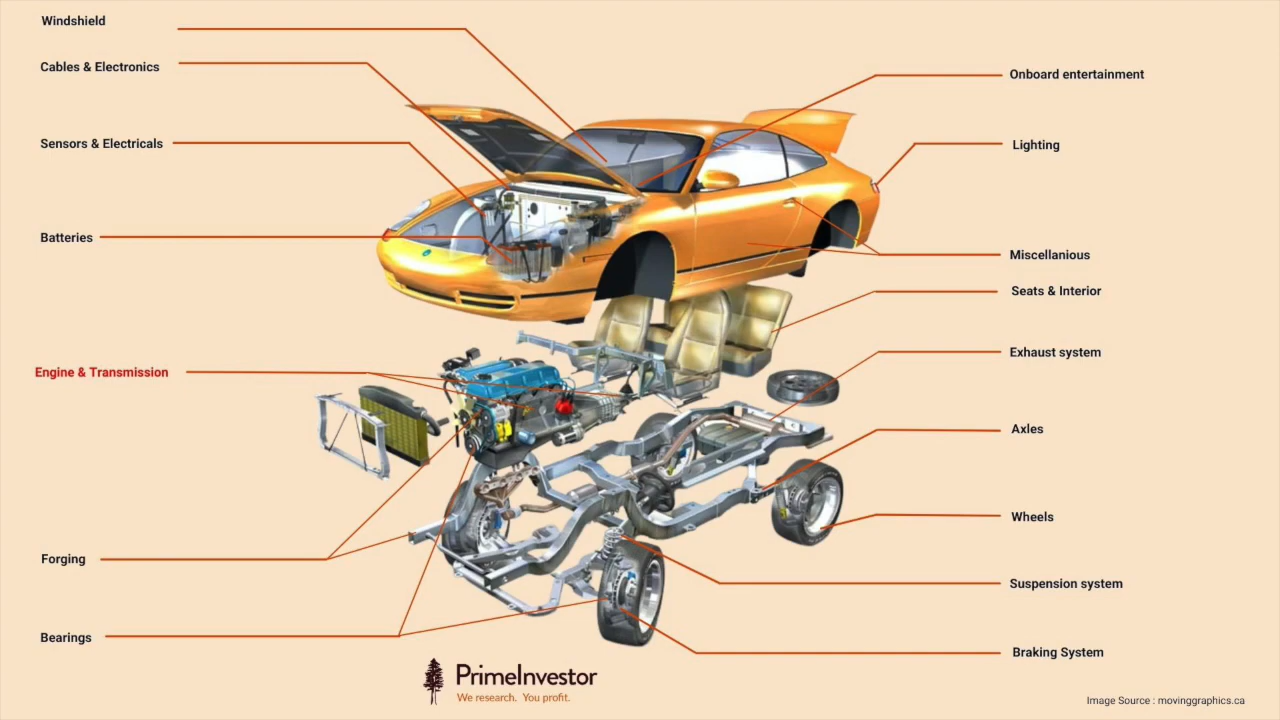 Windshield
Cables & Electronics
Sensors & Electricals
Batteries
Engine & Transmission
Forging
Bearings
Onboard entertainment
Lighting
Miscellanious
Seats & Interior
Exhaust system
Axles
Wheels
Suspension system
Braking System
PrimeInvestor
We research. You profit.
Image Source : movinggraphics.ca